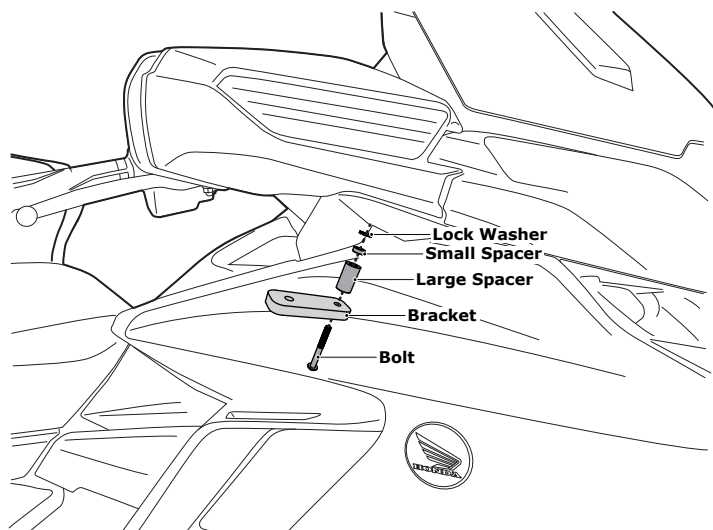 Lock Washer
Small Spacer
Large Spacer
Bracket
Bolt
HONDA